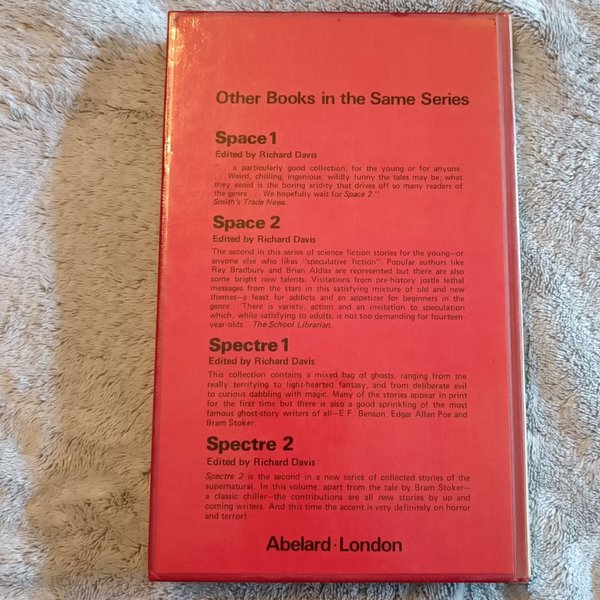 Other Books in the Same Series
Space 1
Edited by Richard Davis
". . . a particularly good collection, for the young or for anyone.
. . . Weird, chilling, ingenious, wildly funny the tales may be; what
they avoid is the boring aridity that drives off so many readers of
the genre . . . We hopefully wait for Space 2."
Smith's Trade News.
Space 2
Edited by Richard Davis
The second in this series of science fiction stories for the young—or
anyone else who likes "speculative fiction". Popular authors like
Ray Bradbury and Brian Aldiss are represented but there are also
some bright new talents. Visitations from pre-history jostle lethal
messages from the stars in this satisfying mixture of old and new
themes—a feast for addicts and an appetizer for beginners in the
genre. "There is variety, action and an invitation to speculation
which, while satisfying to adults, is not too demanding for fourteen-
year-olds." The School Librarian.
Spectre 1
Edited by Richard Davis
This collection contains a mixed bag of ghosts, ranging from the
really terrifying to light-hearted fantasy, and from deliberate evil
to curious dabbling with magic. Many of the stories appear in print
for the first time but there is also a good sprinkling of the most
famous ghost-story writers of all—E.F. Benson, Edgar Allan Poe and
Bram Stoker.
Spectre 2
Edited by Richard Davis
Spectre 2 is the second in a new series of collected stories of the
supernatural. In this volume, apart from the tale by Bram Stoker—
a classic chiller—the contributions are all new stories by up and
coming writers. And this time the accent is very definitely on horror
and terror!
Abelard · London